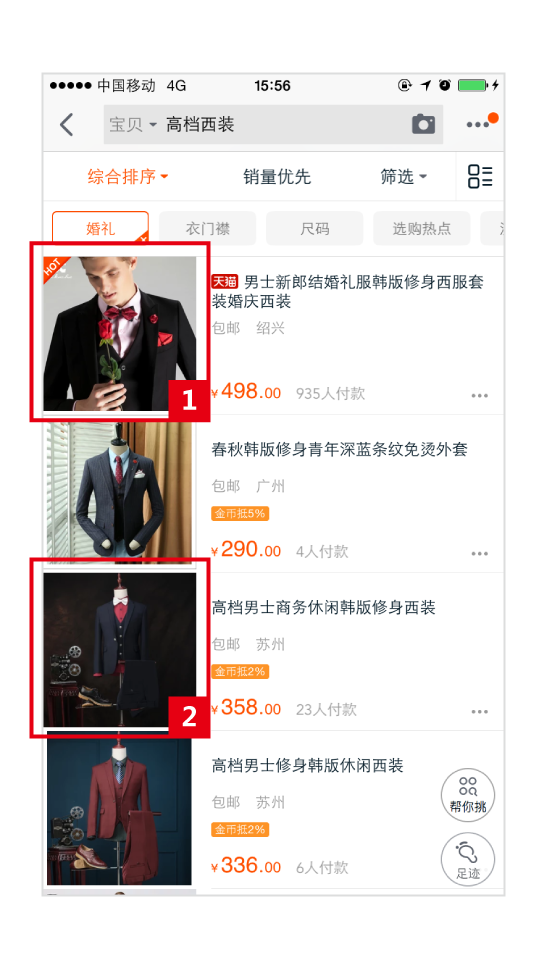 中国移动 4G 15:56
宝贝 高档西装
综合排序 销量优先 筛选
婚礼 衣门襟 尺码 选购热点
HOT
天猫 男士新郎结婚礼服韩版修身西服套
装婚庆西装
包邮 绍兴
¥498.00 935人付款
1
春秋韩版修身青年深蓝条纹免烫外套
包邮 广州
金币抵5%
¥290.00 4人付款
高档男士商务休闲韩版修身西装
包邮 苏州
金币抵2%
¥358.00 23人付款
2
高档男士修身韩版休闲西装
包邮 苏州
金币抵2%
¥336.00 6人付款
帮你挑
足迹